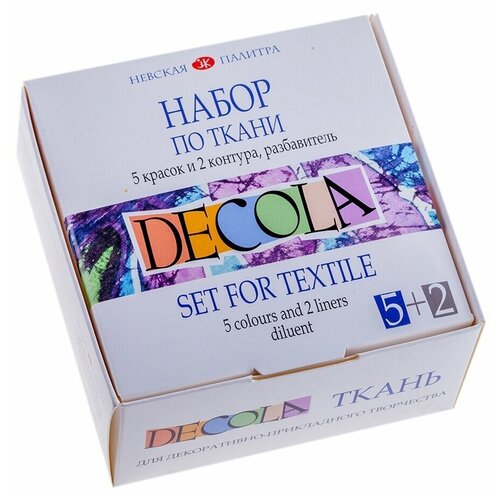 НЕВСКАЯ ПАЛИТРА
НАБОР
ПО ТКАНИ
5 красок и 2 контура, разбавитель
DECOLA
SET FOR TEXTILE
5 colours and 2 liners
diluent
5+2
DECOLA ТКАНЬ
ДЛЯ ДЕКОРАТИВНО-ПРИКЛАДНОГО ТВОРЧЕСТВА